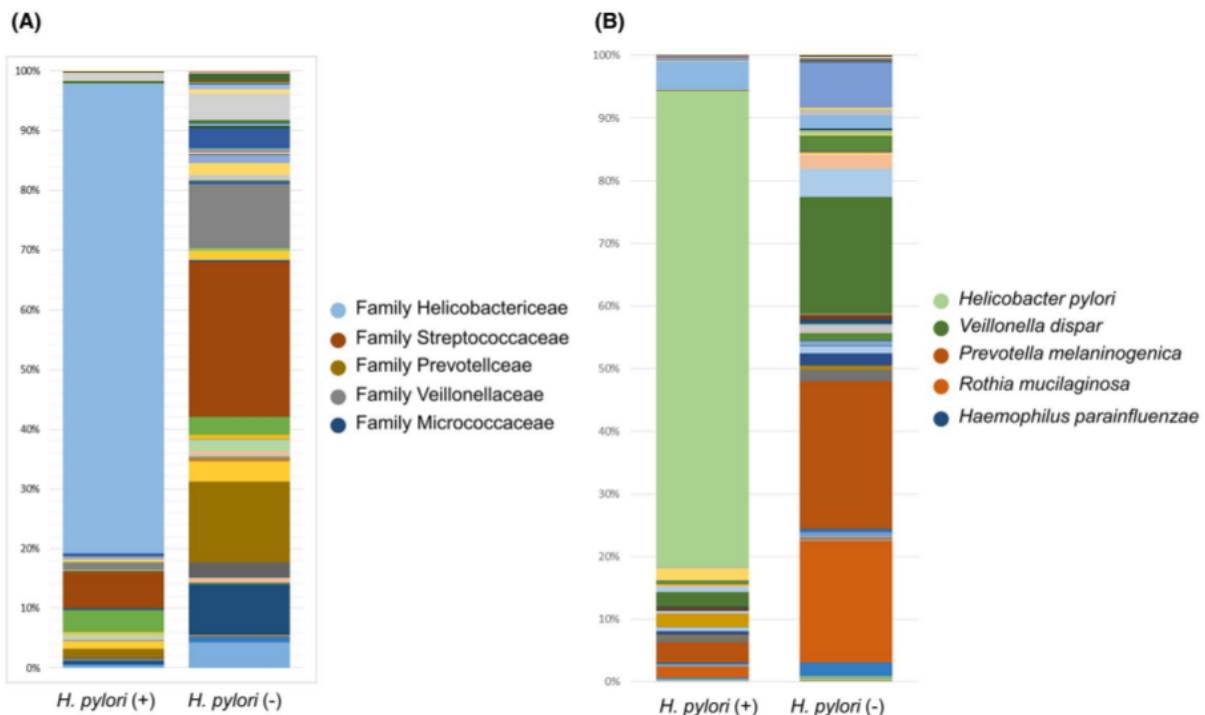 (A)
100%
90%
80%
70%
60%
50%
40%
30%
20%
10%
0%
H. pylori (+) H. pylori (-)
Family Helicobactericeae
Family Streptococcaceae
Family Prevotellceae
Family Veillonellaceae
Family Micrococcaceae
(B)
100%
90%
80%
70%
60%
50%
40%
30%
20%
10%
0%
H. pylori (+) H. pylori (-)
Helicobacter pylori
Veillonella dispar
Prevotella melaninogenica
Rothia mucilaginosa
Haemophilus parainfluenzae